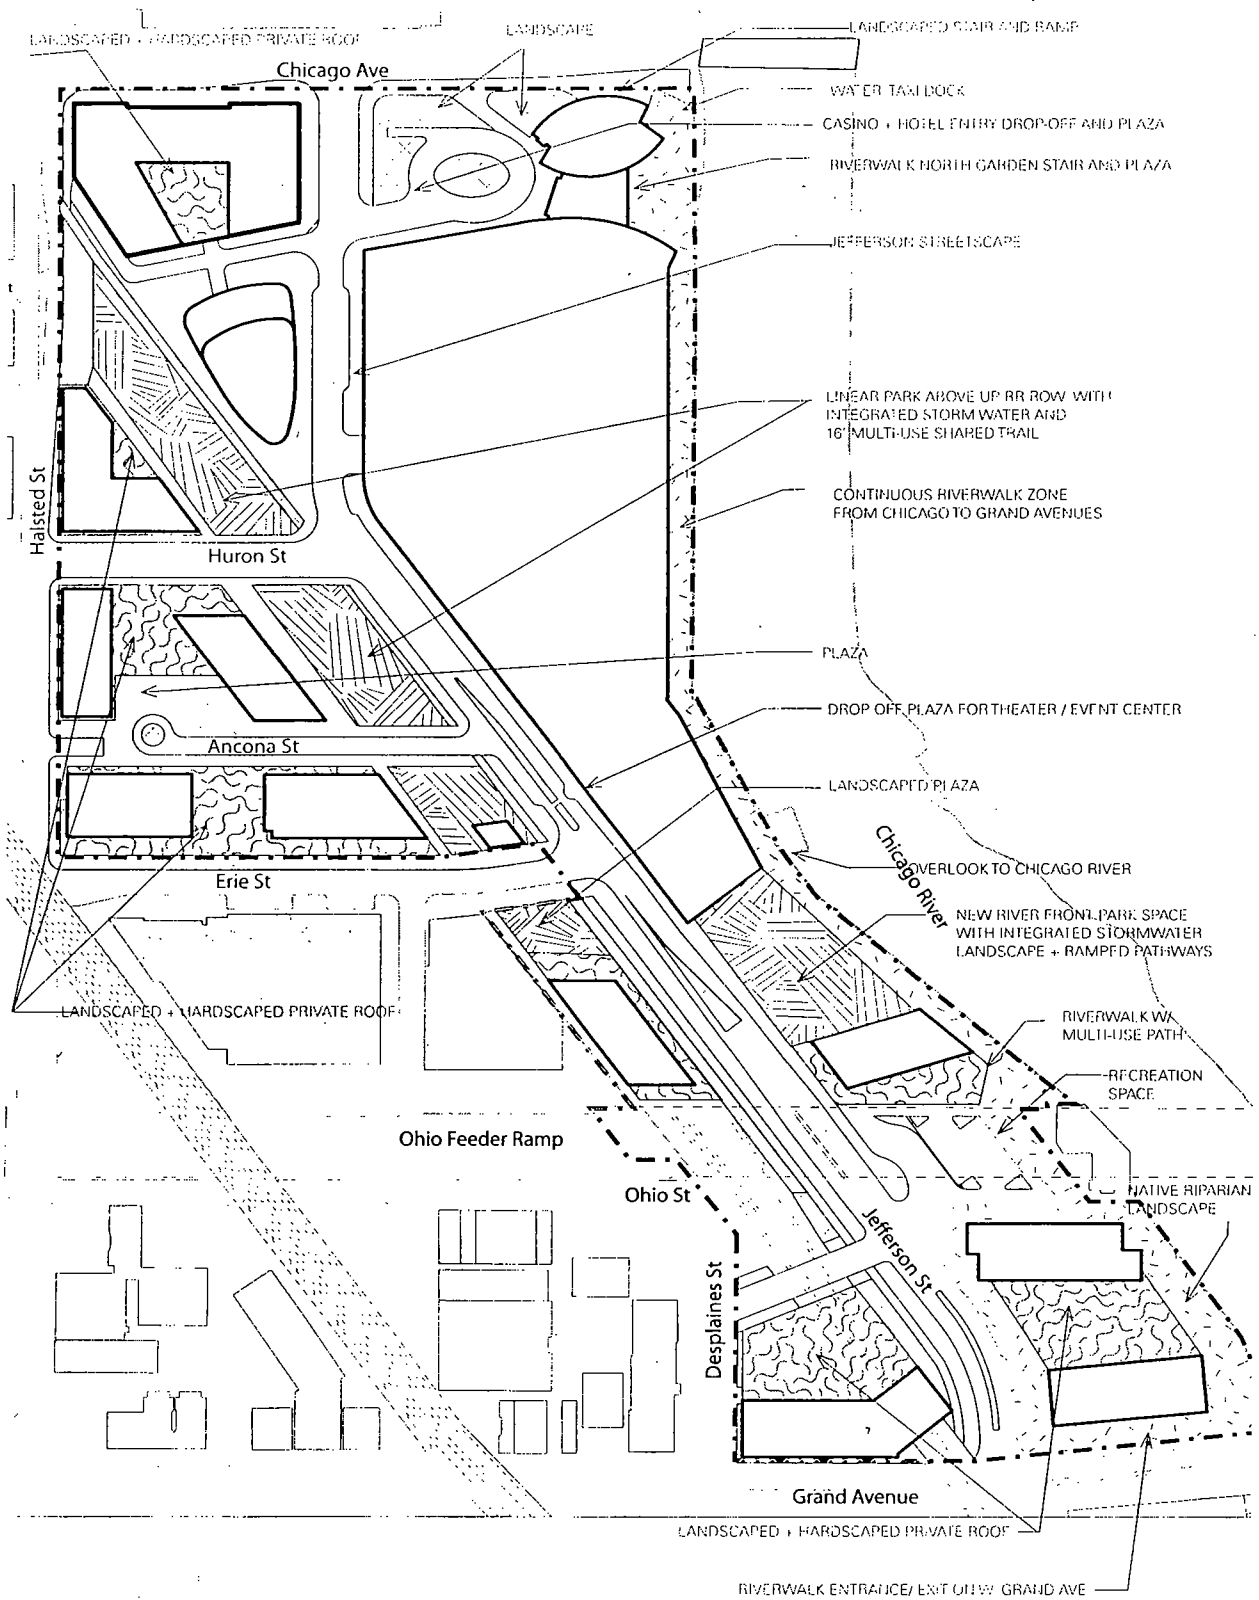 LANDSCAPED + HARDSCAPED PRIVATE ROOF
LANDSCAPE
LANDSCAPED STAIR AND RAMP
Chicago Ave
WATER TAXI DOCK
CASINO + HOTEL ENTRY DROP-OFF AND PLAZA
RIVERWALK NORTH GARDEN STAIR AND PLAZA
JEFFERSON STREETSCAPE
LINEAR PARK ABOVE UP RR ROW WITH
INTEGRATED STORM WATER AND
16' MULTI-USE SHARED TRAIL
Halsted St
CONTINUOUS RIVERWALK ZONE
FROM CHICAGO TO GRAND AVENUES
Huron St
PLAZA
DROP OFF PLAZA FOR THEATER / EVENT CENTER
Ancona St
LANDSCAPED PLAZA
Chicago River
OVERLOOK TO CHICAGO RIVER
Erie St
NEW RIVER FRONT PARK SPACE
WITH INTEGRATED STORMWATER
LANDSCAPE + RAMPED PATHWAYS
LANDSCAPED + HARDSCAPED PRIVATE ROOF
RIVERWALK W/
MULTI-USE PATH
RECREATION
SPACE
Ohio Feeder Ramp
Ohio St
NATIVE RIPARIAN
LANDSCAPE
Jefferson St
Desplaines St
Grand Avenue
LANDSCAPED + HARDSCAPED PRIVATE ROOF
RIVERWALK ENTRANCE/ EXIT ON W. GRAND AVE